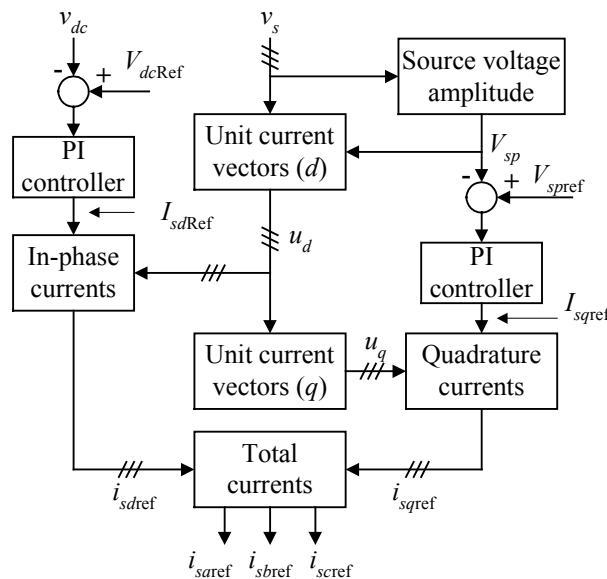 v_dc
v_s
- + V_dcRef
Source voltage
amplitude
PI
controller
Unit current
vectors (d)
V_sp
- + V_spref
I_sdRef
u_d
In-phase
currents
PI
controller
I_sqref
Unit current
vectors (q)
u_q
Quadrature
currents
Total
currents
i_sdref
i_sqref
i_saref i_sbref i_scref